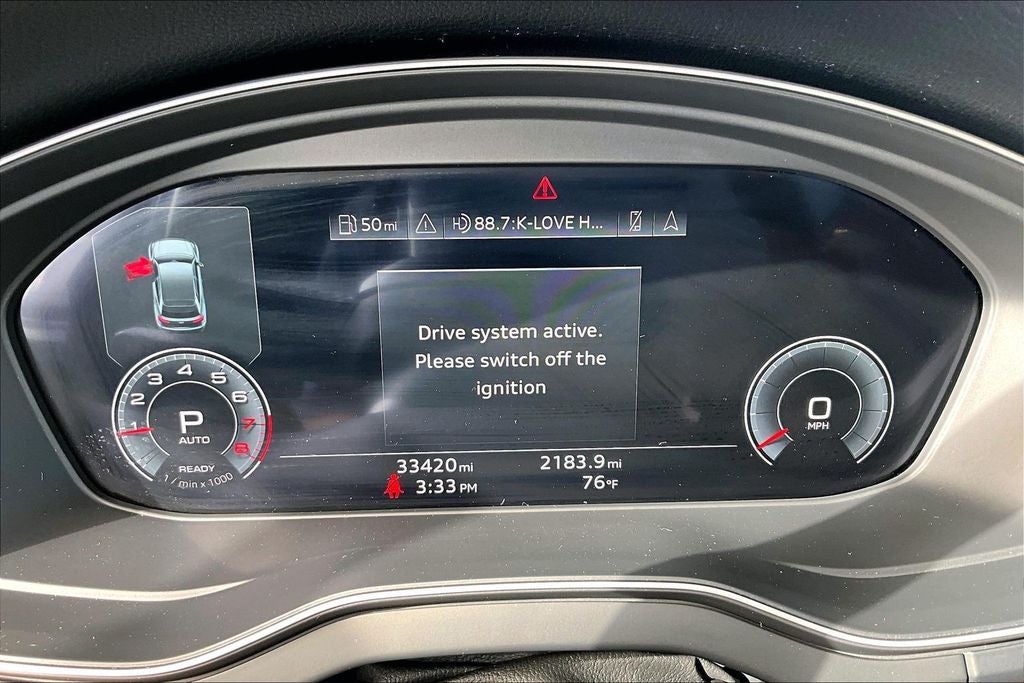 50 mi
88.7:K-LOVE H...
Drive system active.
Please switch off the
ignition
1 2 3 4 5 6 7 8
P
AUTO
READY
1 / min x 1000
0
MPH
33420 mi
2183.9 mi
3:33 PM
76°F